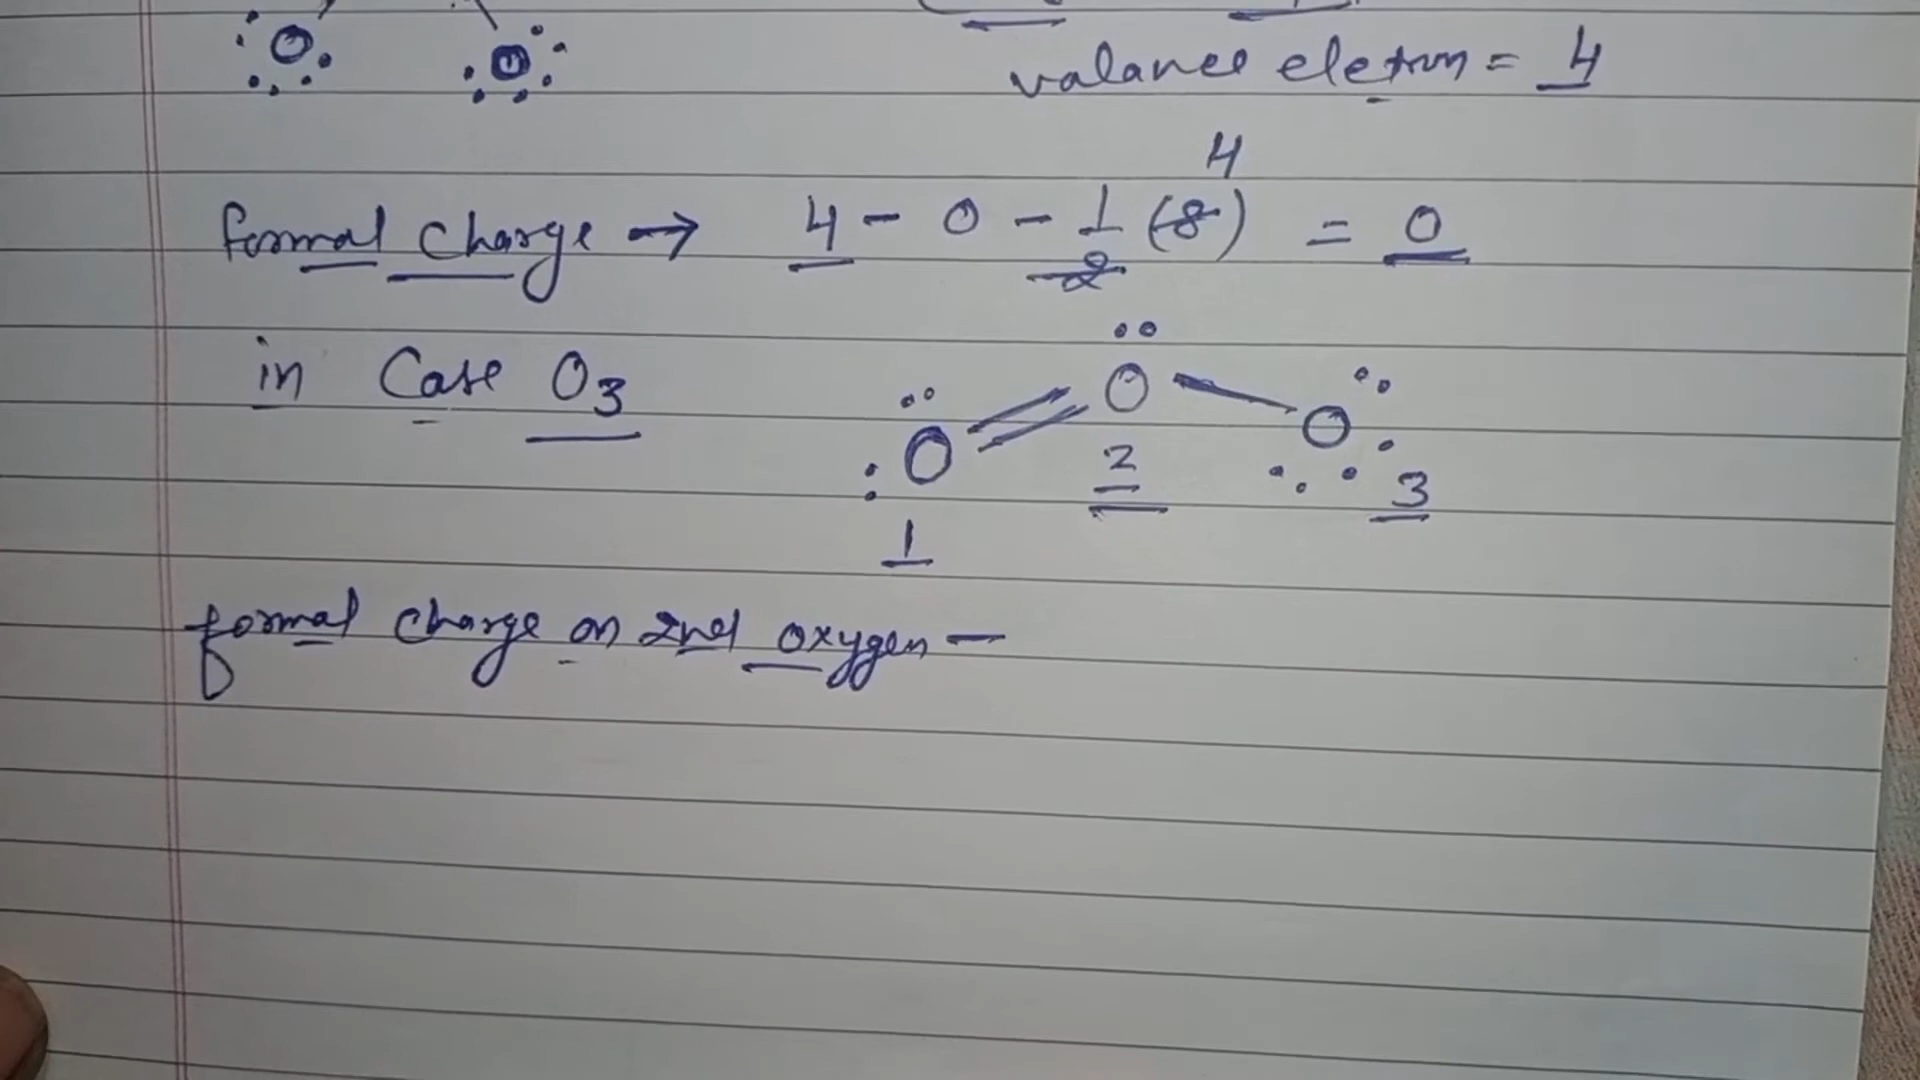 O O
valance eletron = 4
4
formal charge → 4 - 0 - 1/2 (8) = 0
in Case O3
O = O - O
1 2 3
formal charge on 2nd oxygen -